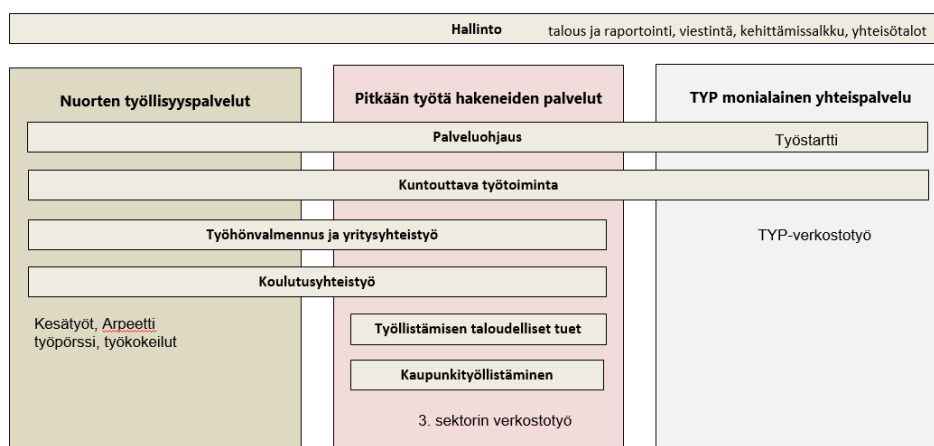 Hallinto talous ja raportointi, viestintä, kehittämissalkku, yhteisötalot
Nuorten työllisyyspalvelut
Pitkään työtä hakeneiden palvelut
TYP monialainen yhteispalvelu
Palveluohjaus
Työstartti
Kuntouttava työtoiminta
Työhönvalmennus ja yritysyhteistyö
TYP-verkostotyö
Koulutusyhteistyö
Kesätyöt, Arpeetti
työpörssi, työkokeilut
Työllistämisen taloudelliset tuet
Kaupunkityöllistäminen
3. sektorin verkostotyö